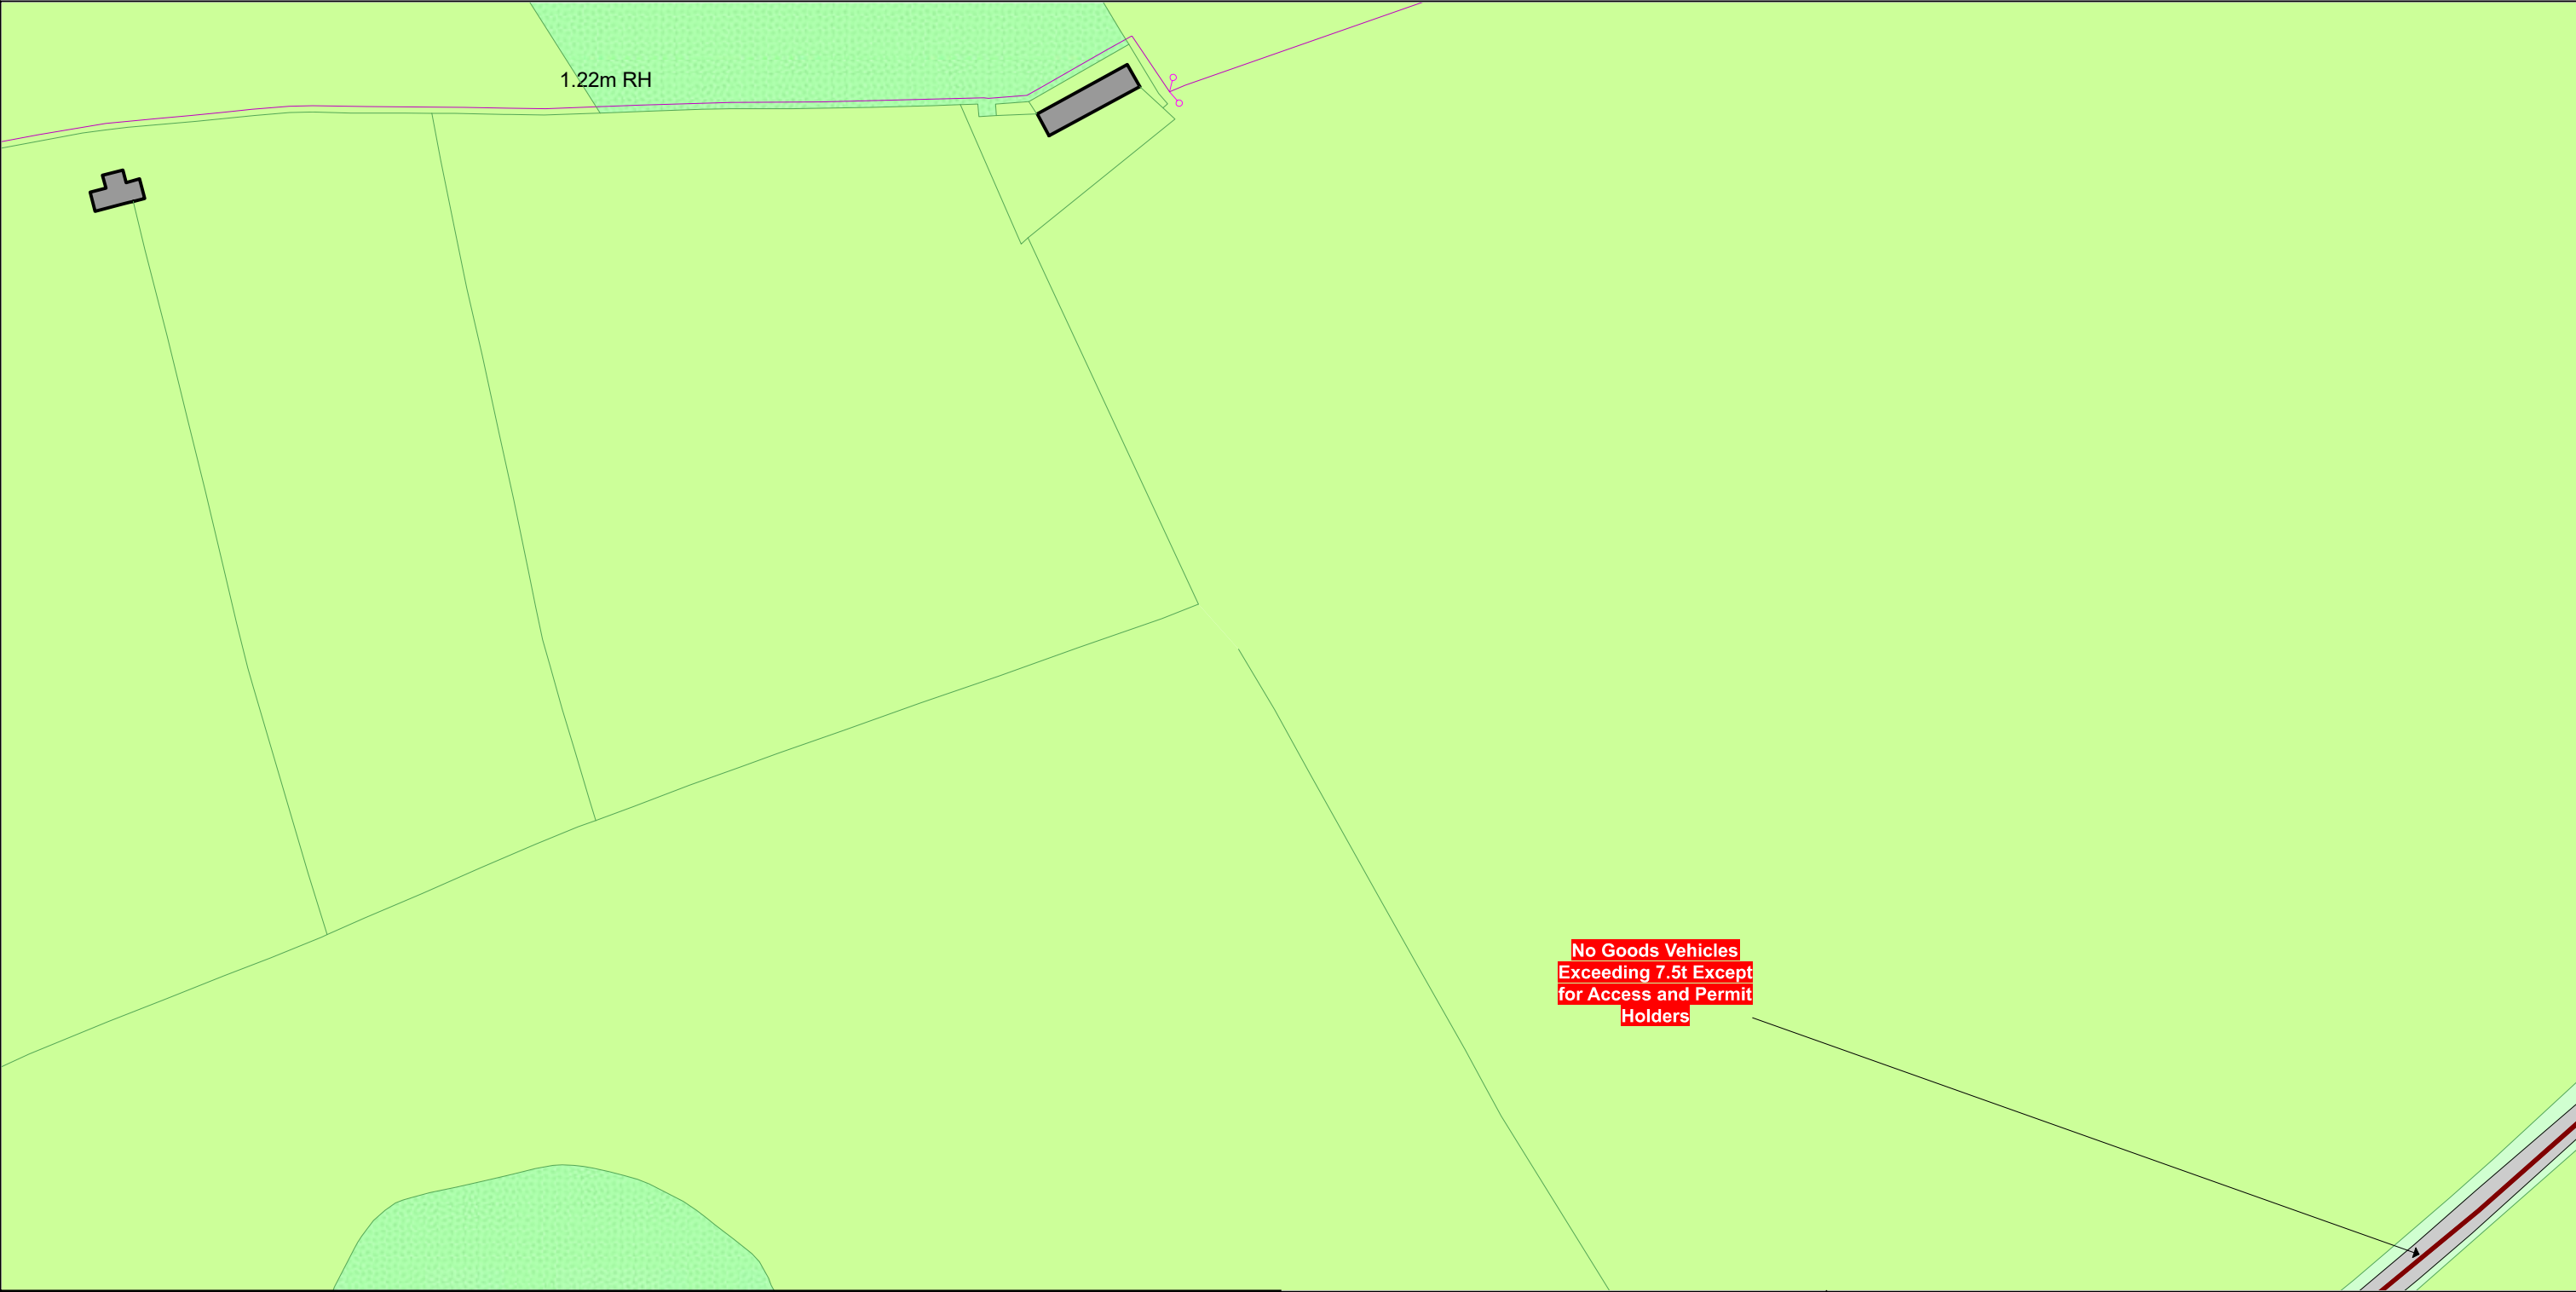 1.22m RH
No Goods Vehicles
Exceeding 7.5t Except
for Access and Permit
Holders